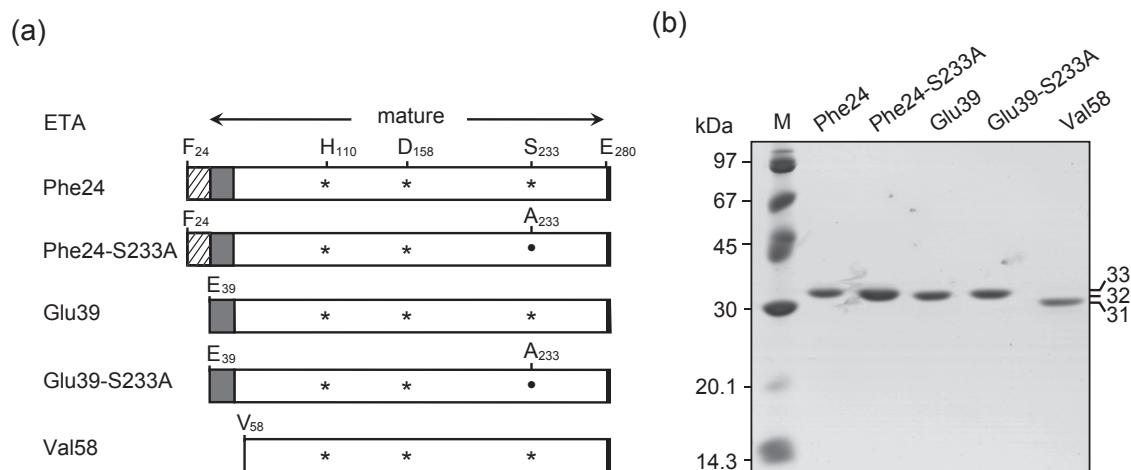 (a)
ETA
mature
F24 H110 D158 S233 E280
Phe24 * * *
F24 A233
Phe24-S233A * * •
E39
Glu39 * * *
E39 A233
Glu39-S233A * * •
V58
Val58 * * *
(b)
kDa M Phe24 Phe24-S233A Glu39 Glu39-S233A Val58
97
67
45
30
20.1
14.3
33
32
31